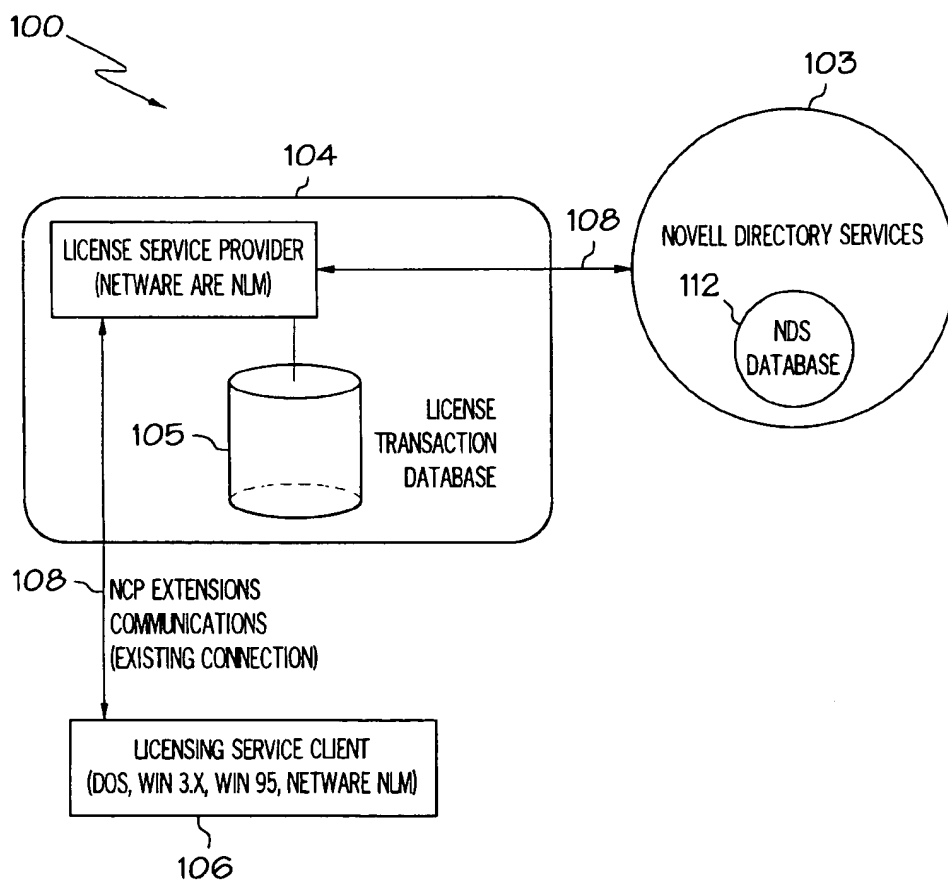 100
103
104
LICENSE SERVICE PROVIDER
(NETWARE ARE NLM)
108
NOVELL DIRECTORY SERVICES
112
NDS
DATABASE
105
LICENSE
TRANSACTION
DATABASE
108
NCP EXTENSIONS
COMMUNICATIONS
(EXISTING CONNECTION)
LICENSING SERVICE CLIENT
(DOS, WIN 3.X, WIN 95, NETWARE NLM)
106